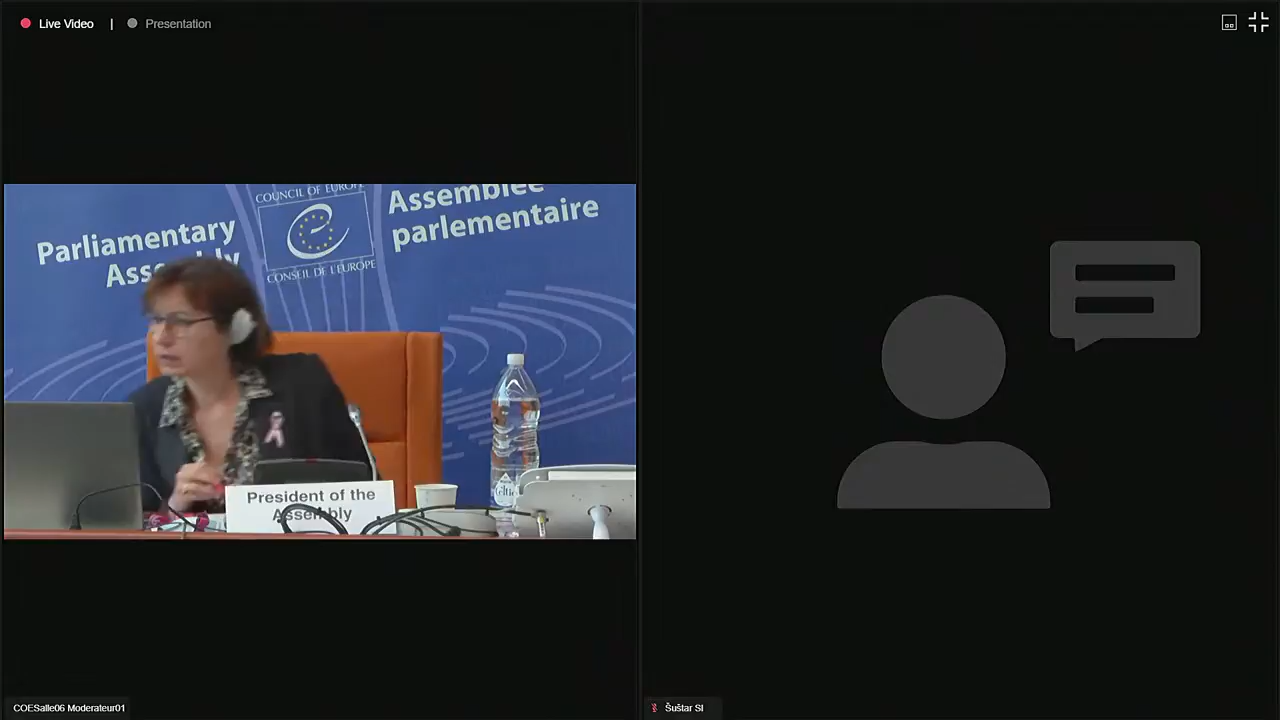 Live Video | Presentation
COUNCIL OF EUROPE
CONSEIL DE L'EUROPE
Parliamentary
Assembly
Assemblée
parlementaire
President of the
Assembly
COESalle06 Moderateur01
Šuštar SI